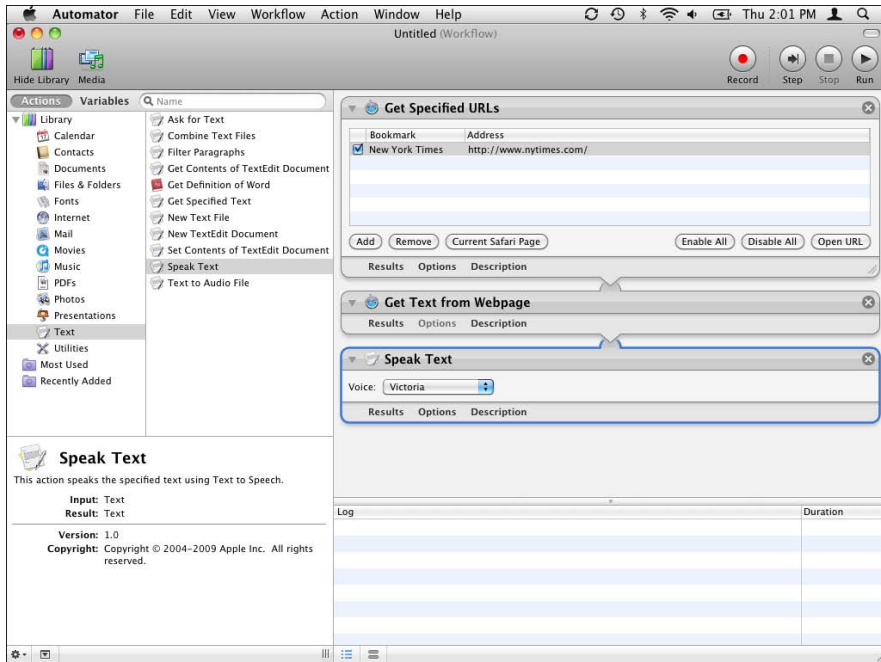 Automator File Edit View Workflow Action Window Help Thu 2:01 PM
Untitled (Workflow)
Hide Library Media Record Step Stop Run
Actions Variables Name
Library
Calendar
Contacts
Documents
Files & Folders
Fonts
Internet
Mail
Movies
Music
PDFs
Photos
Presentations
Text
Utilities
Most Used
Recently Added
Ask for Text
Combine Text Files
Filter Paragraphs
Get Contents of TextEdit Document
Get Definition of Word
Get Specified Text
New Text File
New TextEdit Document
Set Contents of TextEdit Document
Speak Text
Text to Audio File
Get Specified URLs
Bookmark Address
New York Times http://www.nytimes.com/
Add Remove Current Safari Page Enable All Disable All Open URL
Results Options Description
Get Text from Webpage
Results Options Description
Speak Text
Voice: Victoria
Results Options Description
Speak Text
This action speaks the specified text using Text to Speech.
Input: Text
Result: Text
Version: 1.0
Copyright: Copyright © 2004–2009 Apple Inc. All rights
reserved.
Log Duration